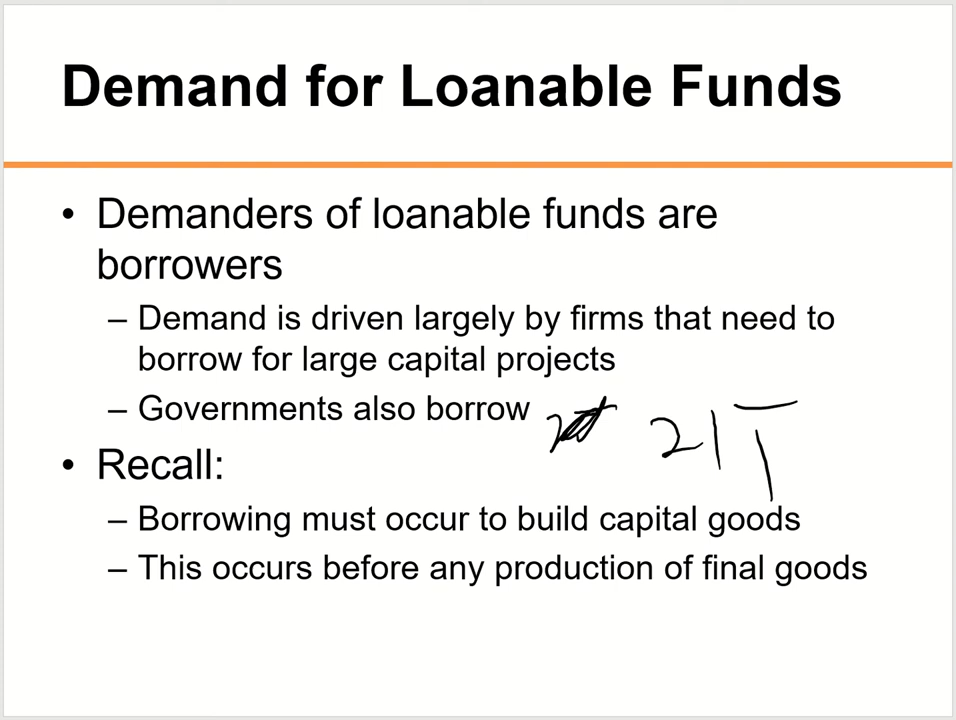 Demand for Loanable Funds
• Demanders of loanable funds are
borrowers
– Demand is driven largely by firms that need to
borrow for large capital projects
– Governments also borrow
21T
• Recall:
– Borrowing must occur to build capital goods
– This occurs before any production of final goods